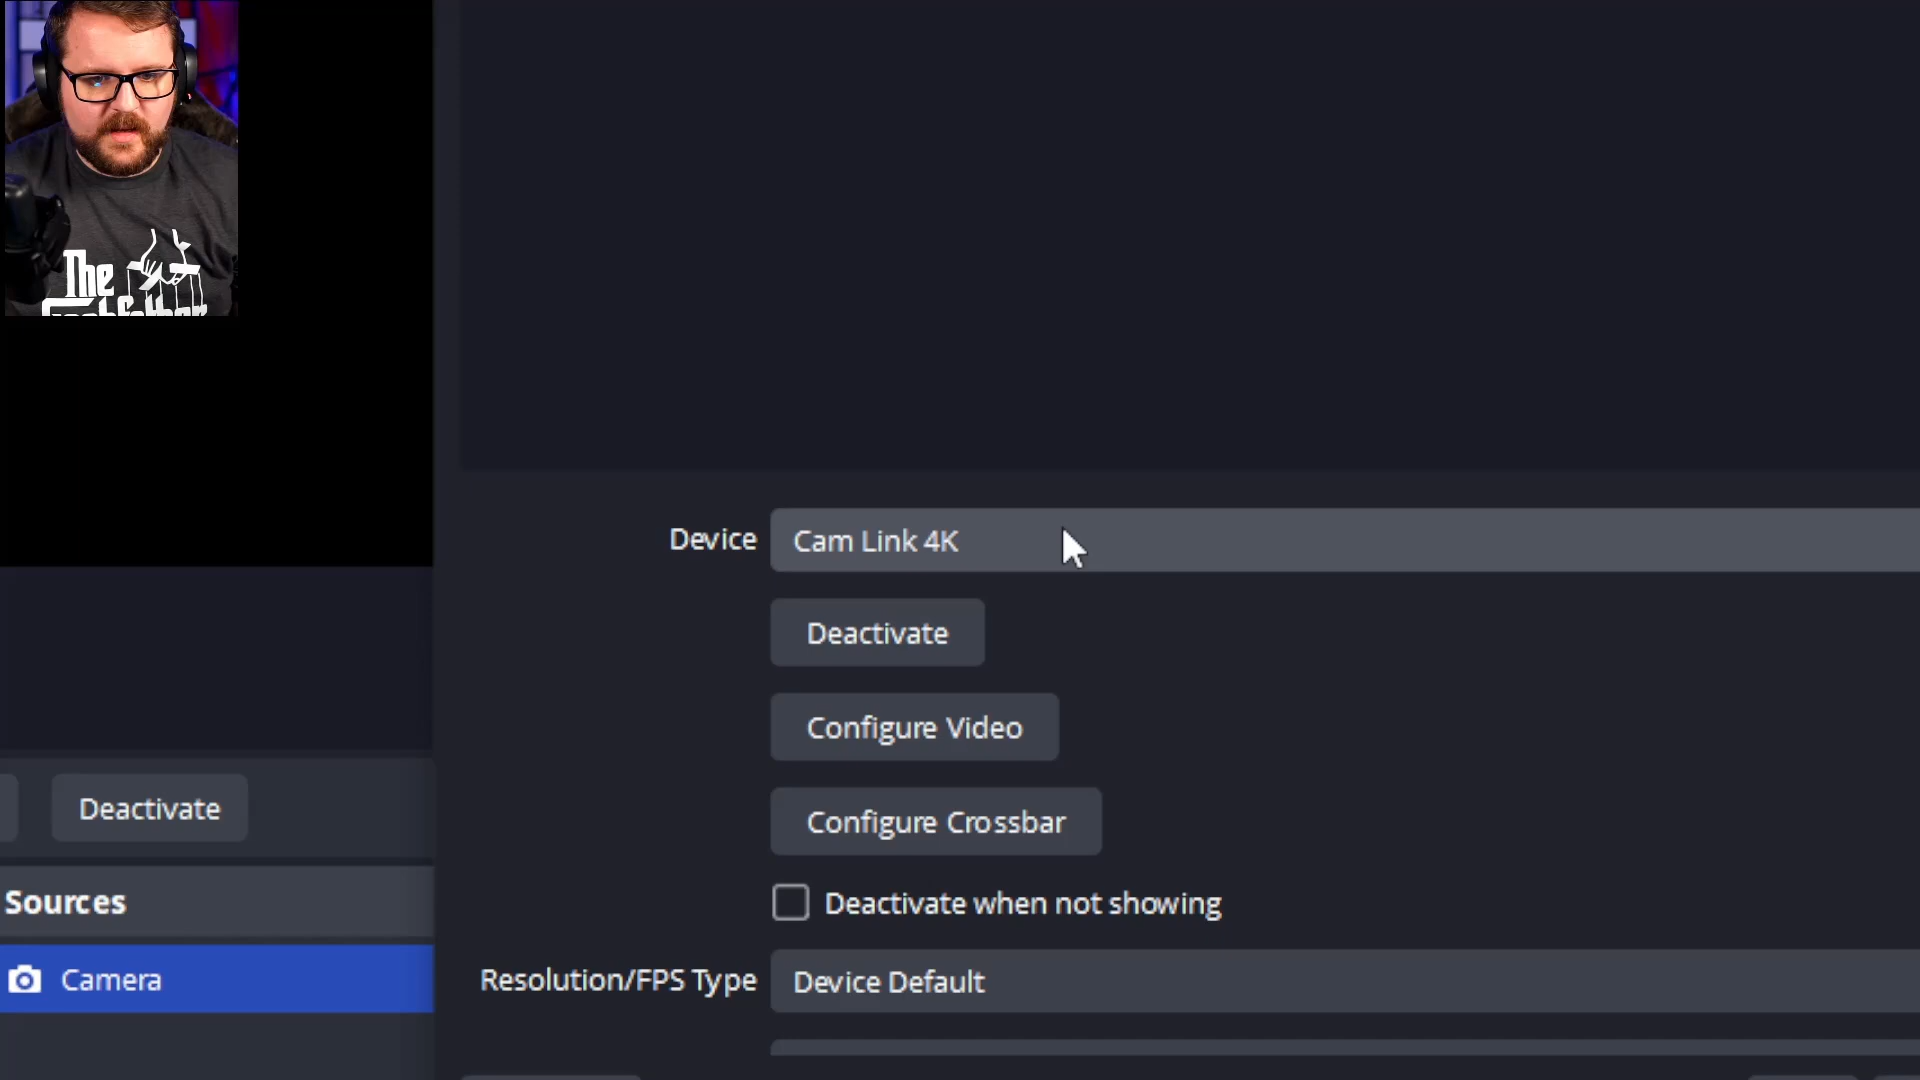 The
Device
Cam Link 4K
Deactivate
Configure Video
Configure Crossbar
Deactivate when not showing
Resolution/FPS Type
Device Default
Deactivate
Sources
Camera